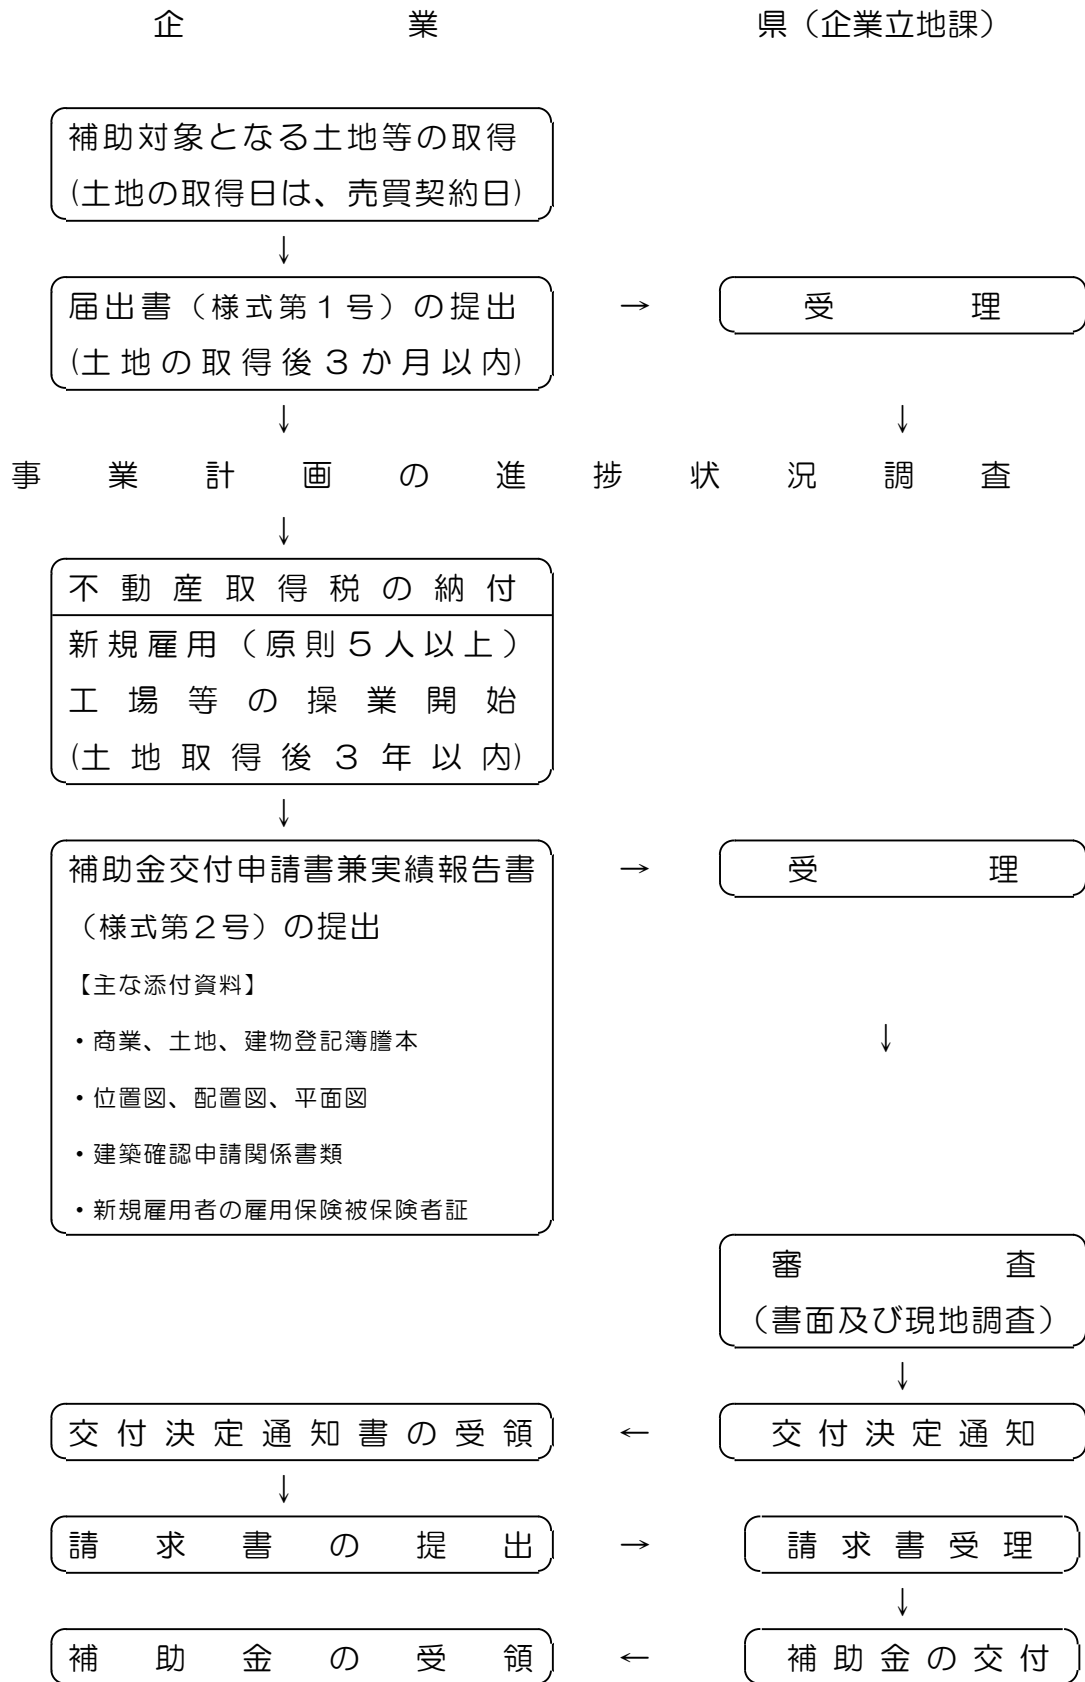 企業 県（企業立地課）
補助対象となる土地等の取得
(土地の取得日は、売買契約日)
↓
届出書（様式第１号）の提出 → 受理
(土地の取得後３か月以内)
↓ ↓
事業計画の進捗状況調査
↓
不動産取得税の納付
新規雇用（原則５人以上）
工場等の操業開始
(土地取得後３年以内)
↓
補助金交付申請書兼実績報告書 → 受理
（様式第２号）の提出
【主な添付資料】
・商業、土地、建物登記簿謄本
↓
・位置図、配置図、平面図
・建築確認申請関係書類
・新規雇用者の雇用保険被保険者証
審査
（書面及び現地調査）
↓
交付決定通知書の受領 ← 交付決定通知
↓
請求書の提出 → 請求書受理
↓
補助金の受領 ← 補助金の交付